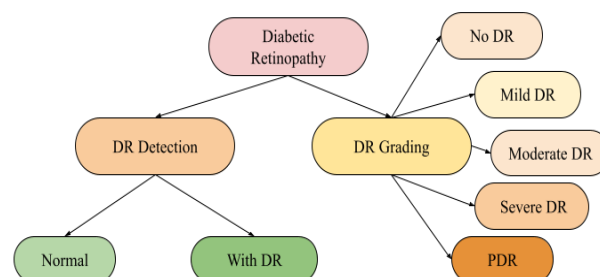 Diabetic
Retinopathy
No DR
Mild DR
DR Detection
DR Grading
Moderate DR
Severe DR
Normal
With DR
PDR